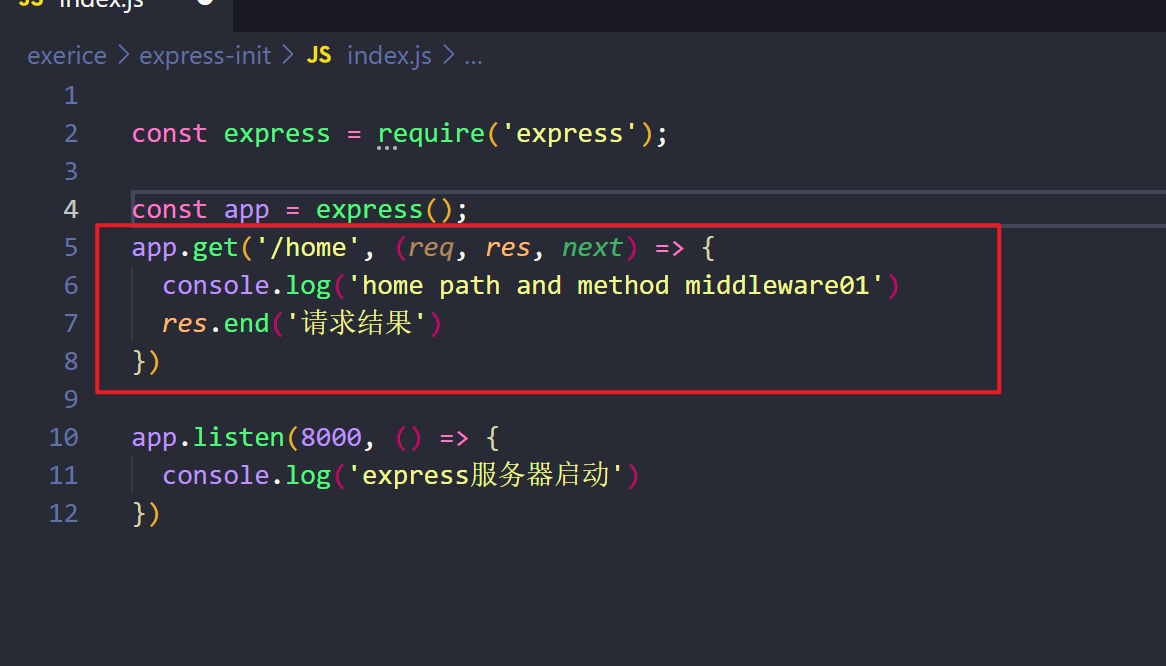 JS index.js
exerice > express-init > JS index.js > ...
1
2 const express = require('express');
3
4 const app = express();
5 app.get('/home', (req, res, next) => {
6 console.log('home path and method middleware01')
7 res.end('请求结果')
8 })
9
10 app.listen(8000, () => {
11 console.log('express服务器启动')
12 })